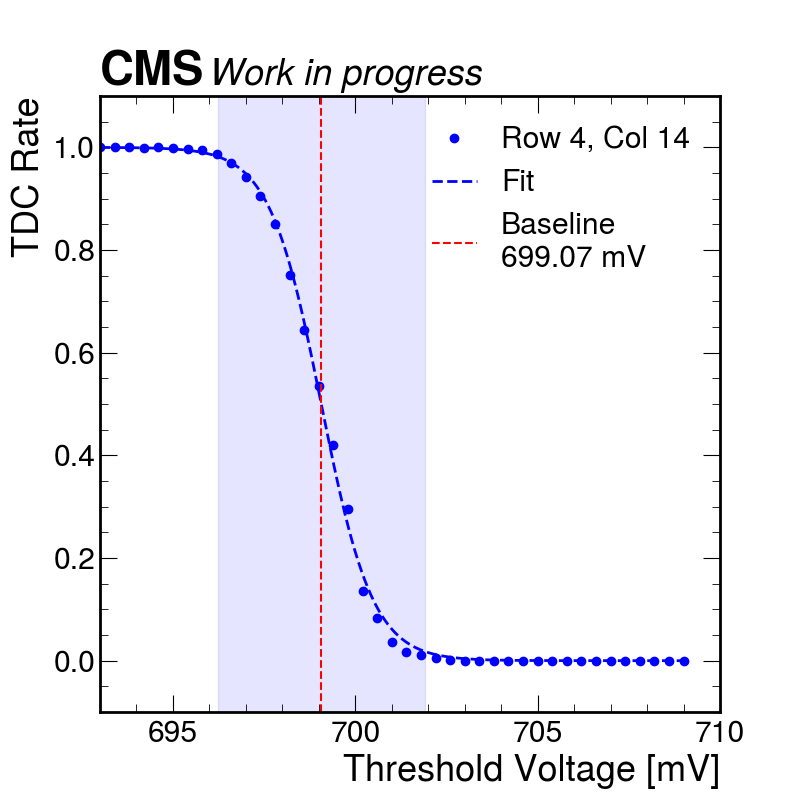 CMS Work in progress
TDC Rate
1.0
0.8
0.6
0.4
0.2
0.0
Row 4, Col 14
Fit
Baseline
699.07 mV
695 700 705 710
Threshold Voltage [mV]